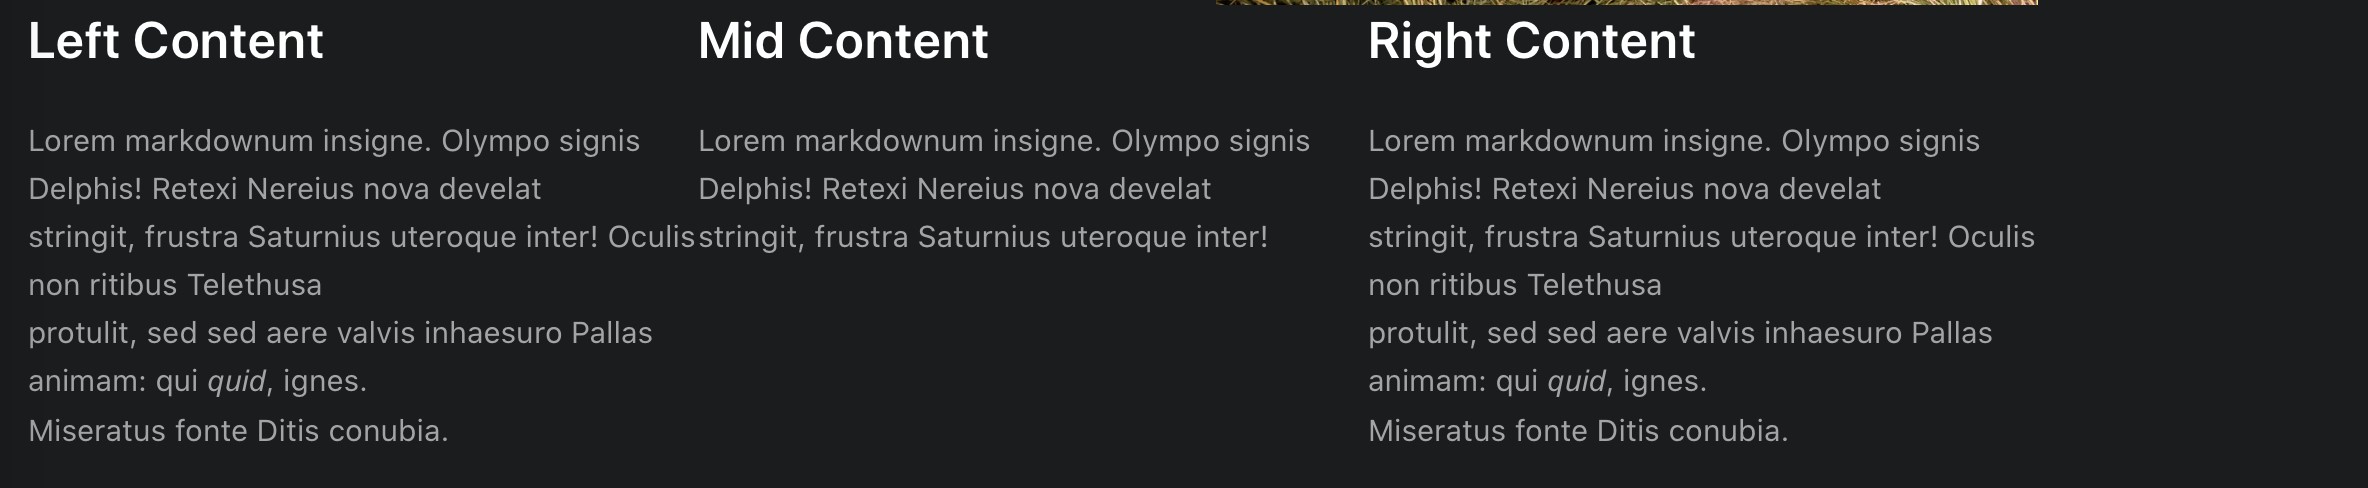 Left Content
Lorem markdownum insigne. Olympo signis
Delphis! Retexi Nereius nova develat
stringit, frustra Saturnius uteroque inter! Oculis
non ritibus Telethusa
protulit, sed sed aere valvis inhaesuro Pallas
animam: qui quid, ignes.
Miseratus fonte Ditis conubia.
Mid Content
Lorem markdownum insigne. Olympo signis
Delphis! Retexi Nereius nova develat
stringit, frustra Saturnius uteroque inter!
Right Content
Lorem markdownum insigne. Olympo signis
Delphis! Retexi Nereius nova develat
stringit, frustra Saturnius uteroque inter! Oculis
non ritibus Telethusa
protulit, sed sed aere valvis inhaesuro Pallas
animam: qui quid, ignes.
Miseratus fonte Ditis conubia.